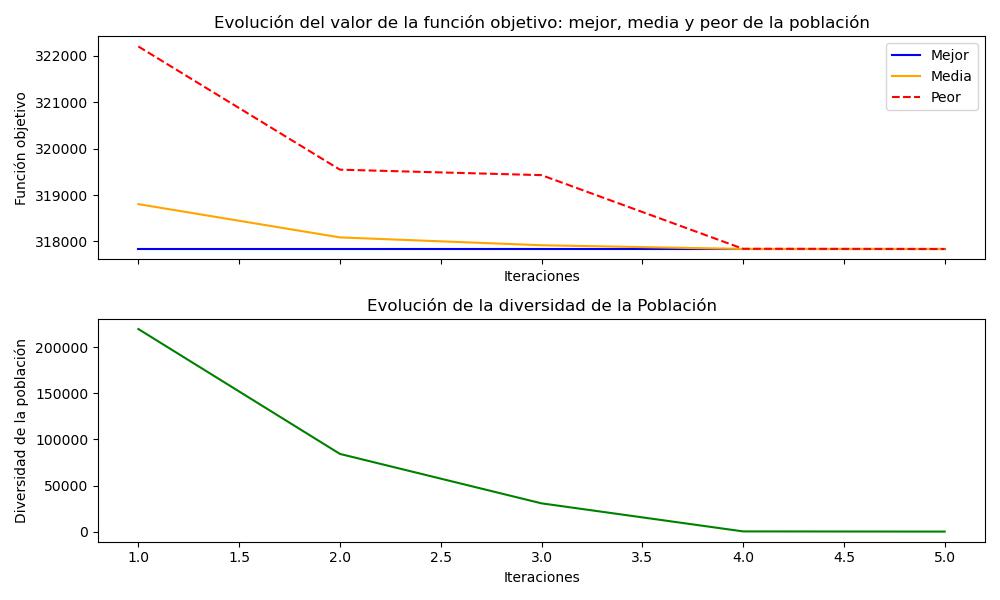 Evolución del valor de la función objetivo: mejor, media y peor de la población
Función objetivo
322000
321000
320000
319000
318000
Mejor
Media
Peor
Iteraciones
Evolución de la diversidad de la Población
Diversidad de la población
200000
150000
100000
50000
0
1.0 1.5 2.0 2.5 3.0 3.5 4.0 4.5 5.0
Iteraciones